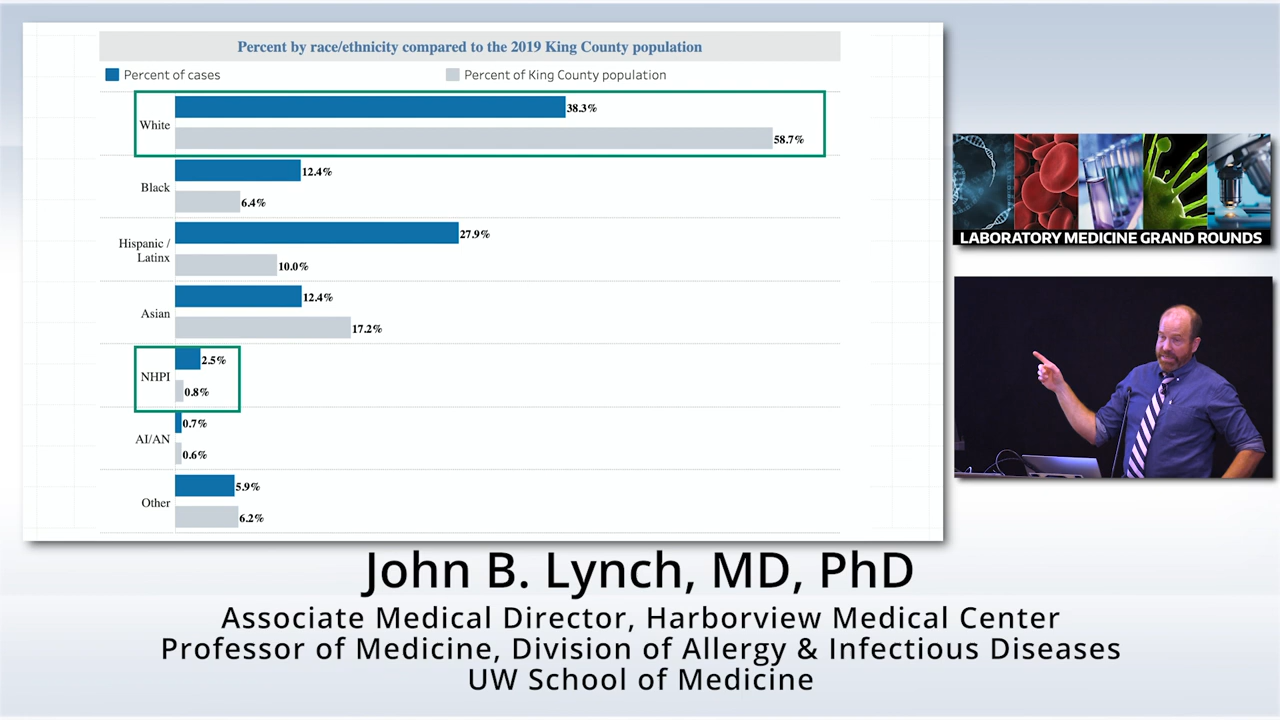 Percent by race/ethnicity compared to the 2019 King County population
Percent of cases
Percent of King County population
White
38.3%
58.7%
Black
12.4%
6.4%
Hispanic /
Latinx
27.9%
10.0%
Asian
12.4%
17.2%
NHPI
2.5%
0.8%
AI/AN
0.7%
0.6%
Other
5.9%
6.2%
LABORATORY MEDICINE GRAND ROUNDS
John B. Lynch, MD, PhD
Associate Medical Director, Harborview Medical Center
Professor of Medicine, Division of Allergy & Infectious Diseases
UW School of Medicine